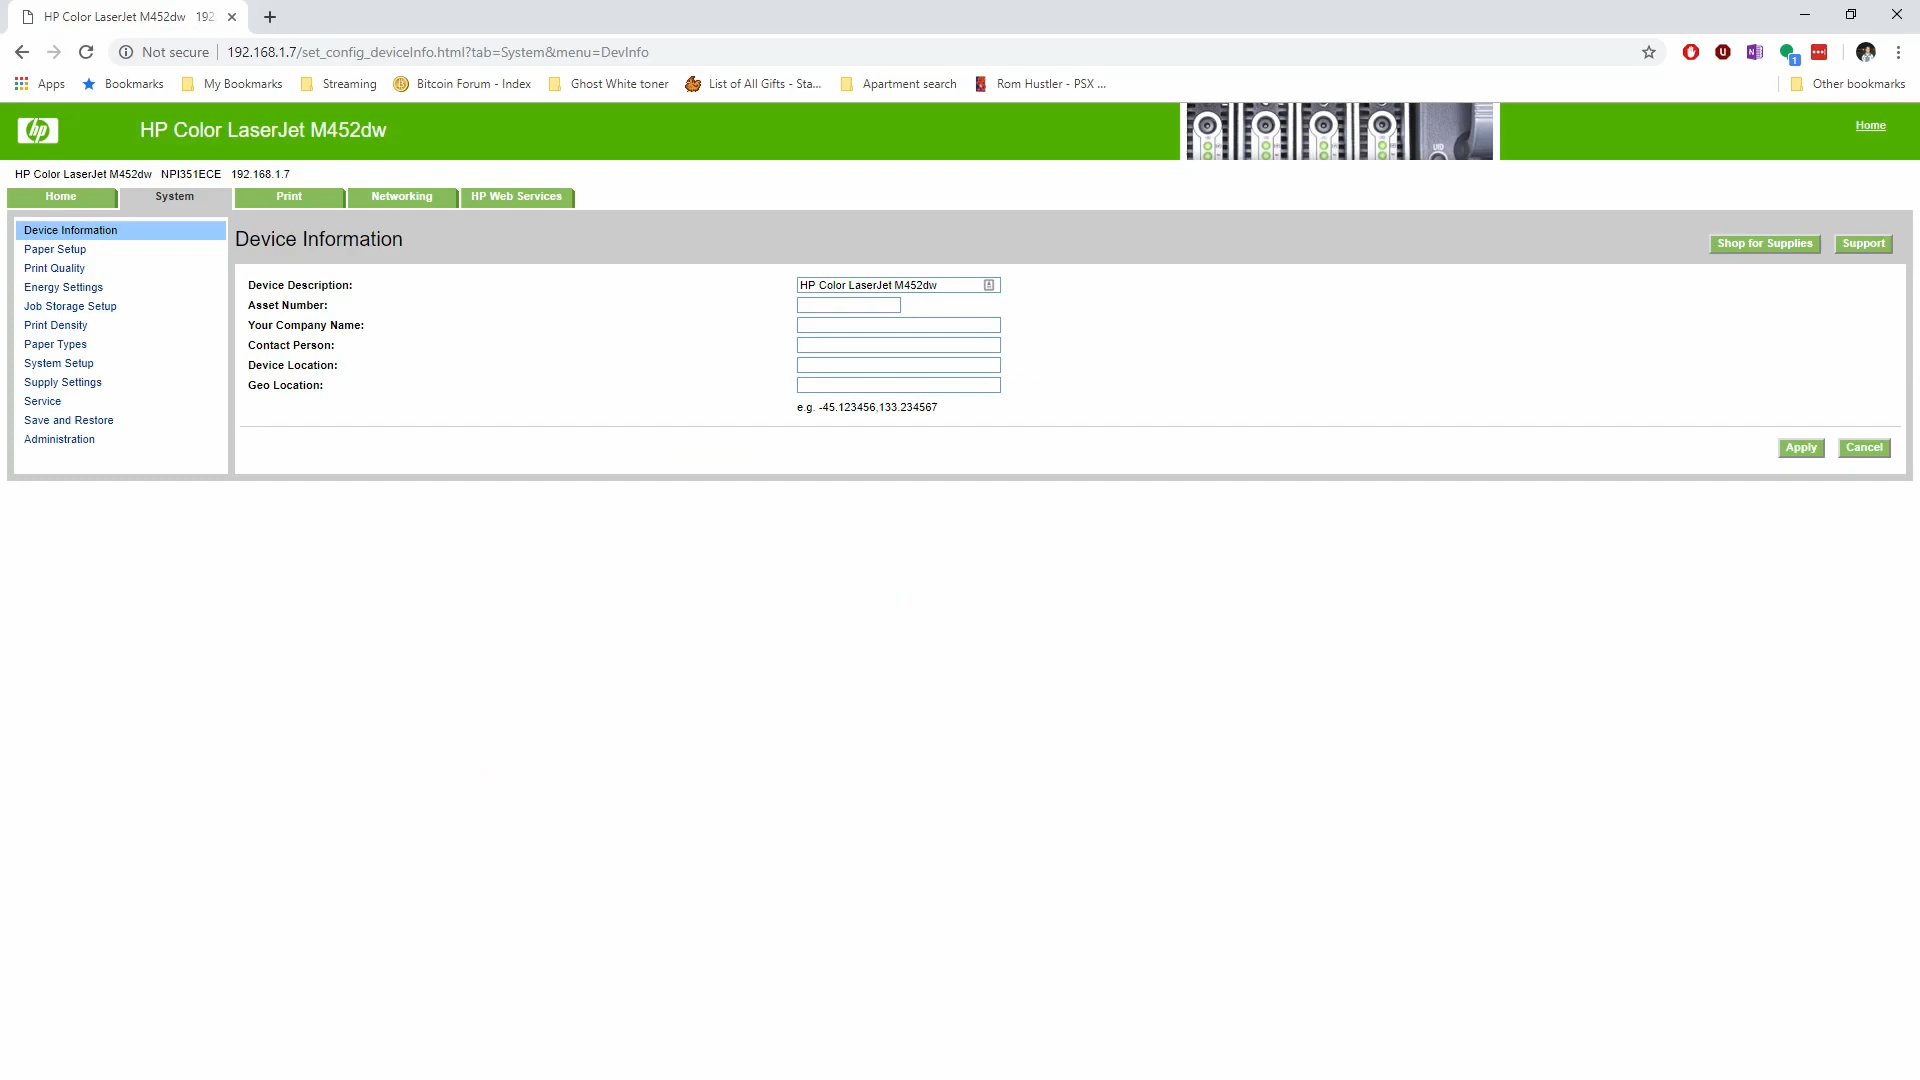 HP Color LaserJet M452dw 192.
Not secure 192.168.1.7/set_config_deviceInfo.html?tab=System&menu=DevInfo
1
Apps Bookmarks My Bookmarks Streaming Bitcoin Forum - Index Ghost White toner List of All Gifts - Sta... Apartment search Rom Hustler - PSX ... Other bookmarks
hp HP Color LaserJet M452dw UID Home
HP Color LaserJet M452dw NPI351ECE 192.168.1.7
Home System Print Networking HP Web Services
Device Information
Paper Setup
Print Quality
Energy Settings
Job Storage Setup
Print Density
Paper Types
System Setup
Supply Settings
Service
Save and Restore
Administration
Device Information
Shop for Supplies Support
Device Description: HP Color LaserJet M452dw
Asset Number:
Your Company Name:
Contact Person:
Device Location:
Geo Location:
e.g. -45.123456,133.234567
Apply Cancel